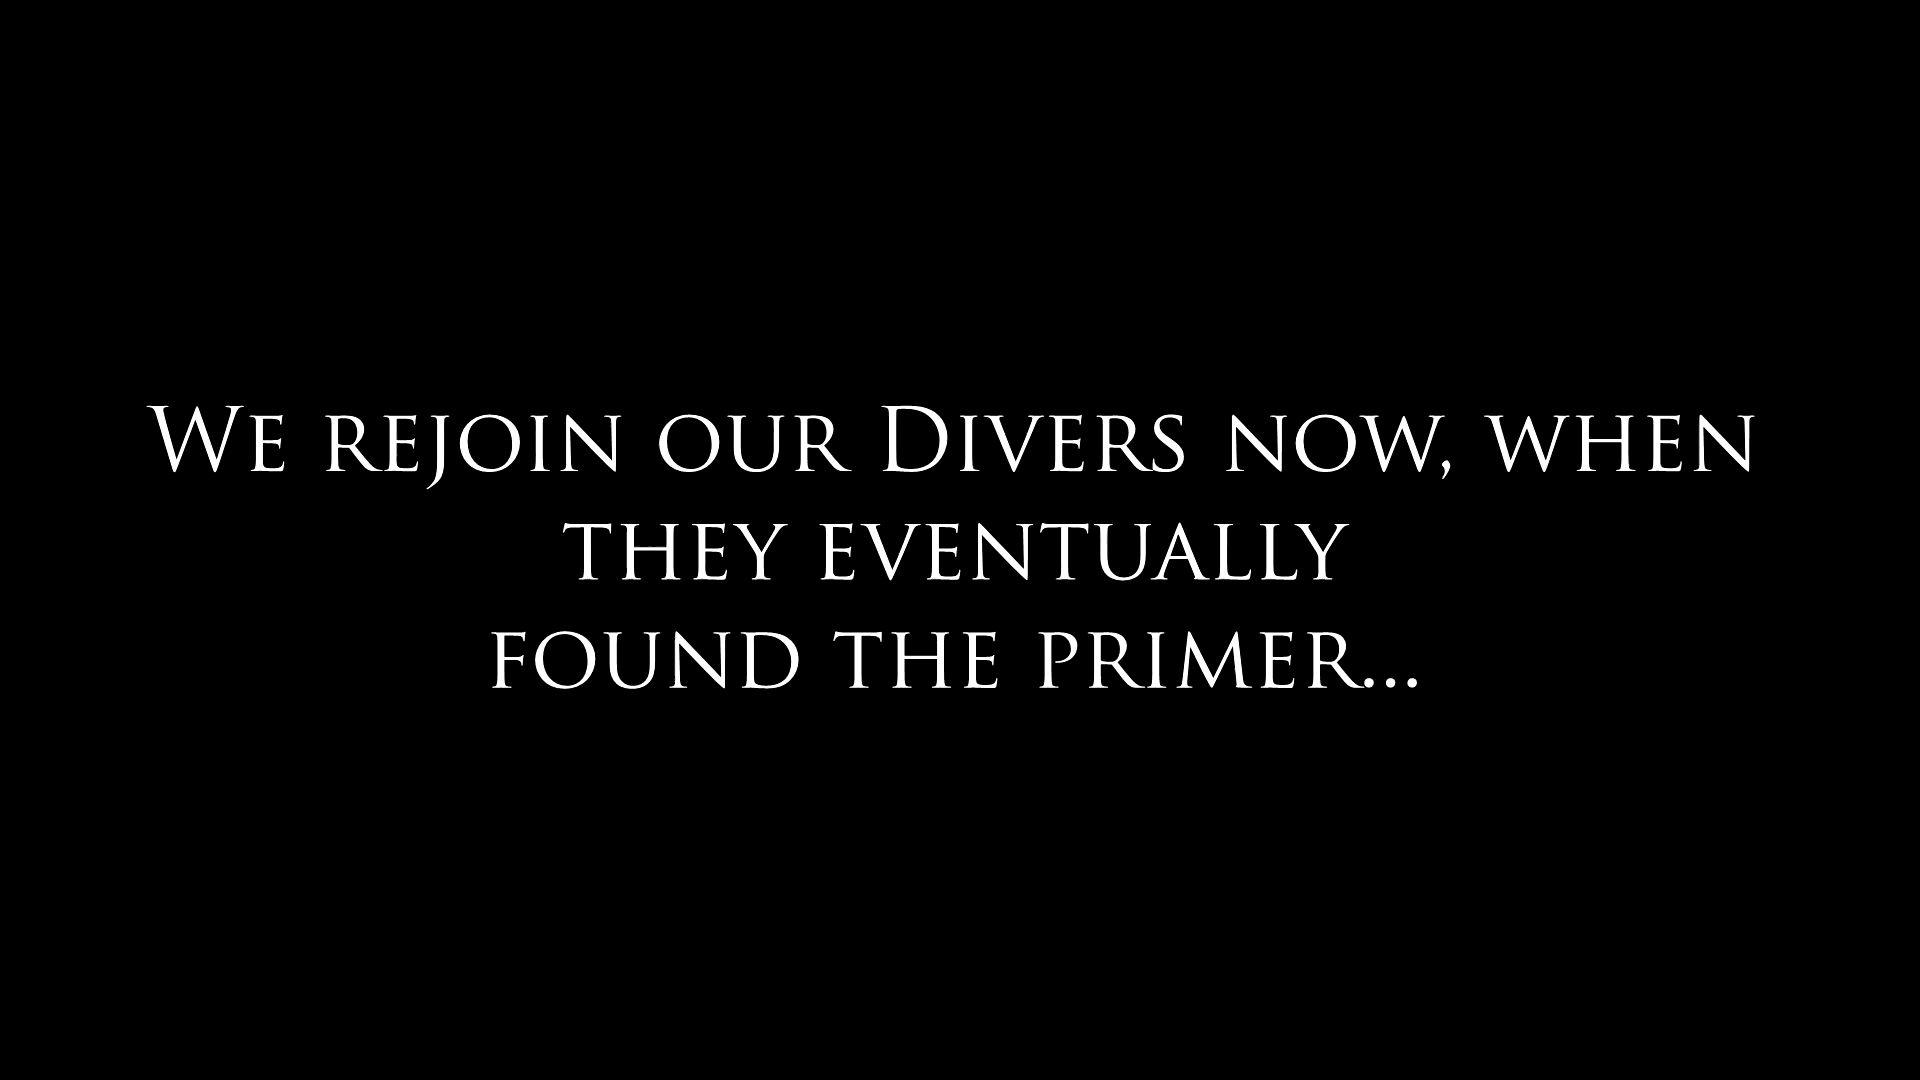 We rejoin our Divers now, when
they eventually
found the primer...